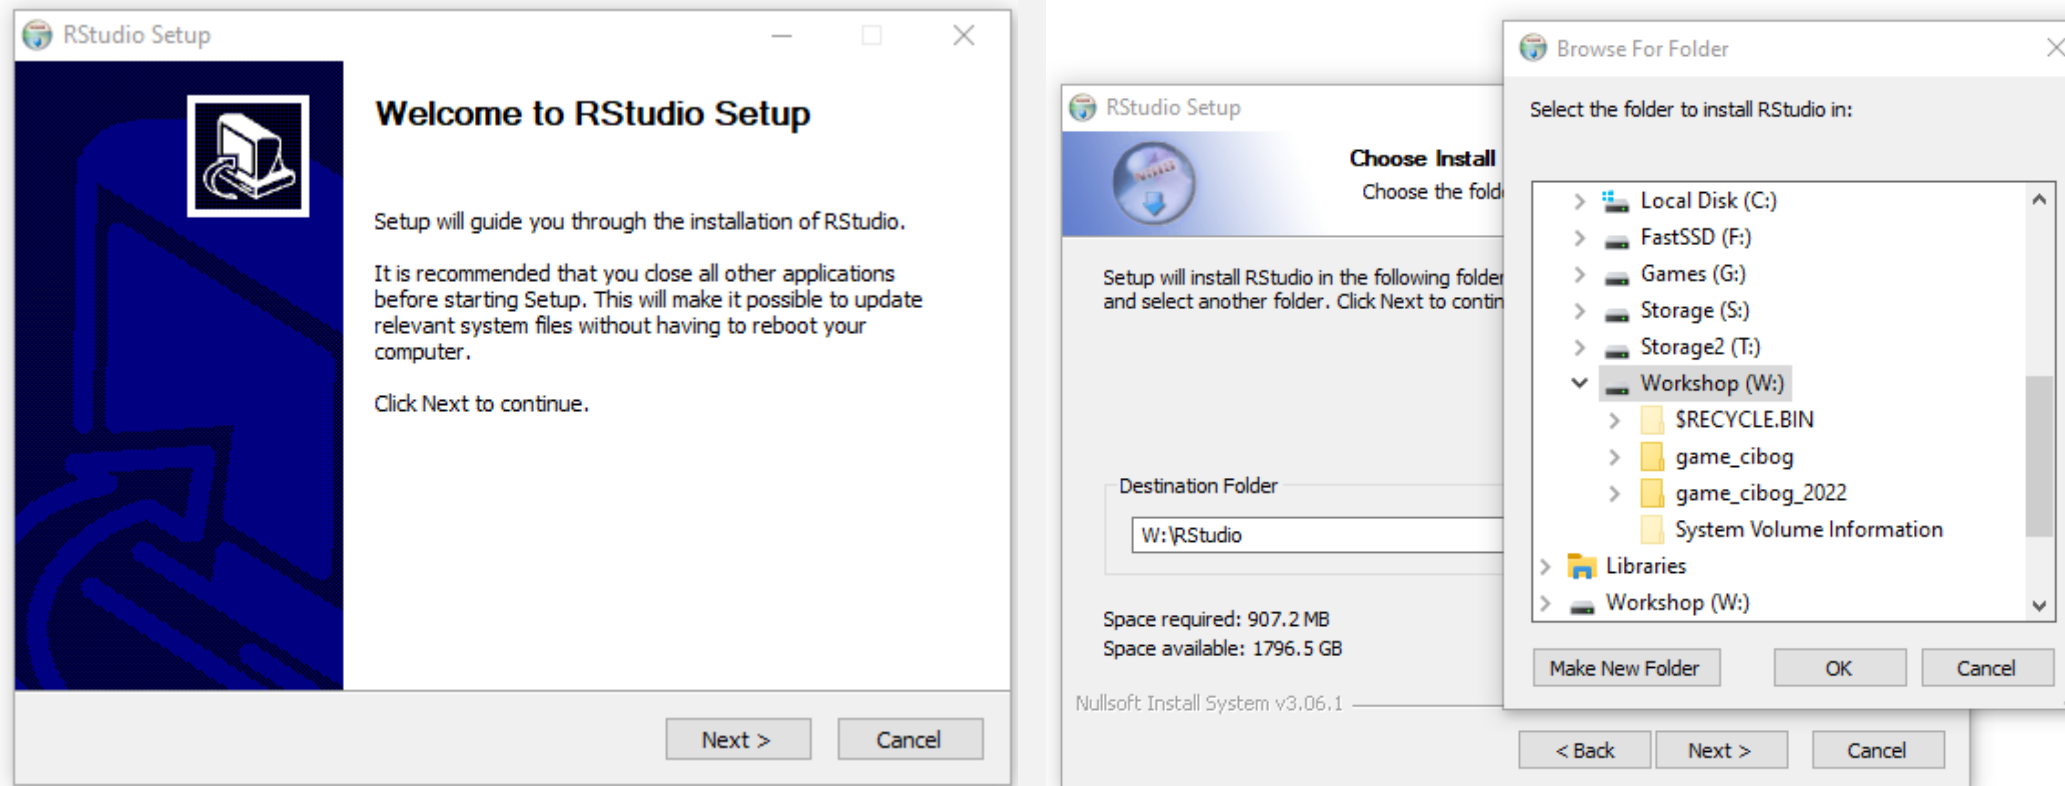 RStudio Setup
Welcome to RStudio Setup
Setup will guide you through the installation of RStudio.
It is recommended that you close all other applications
before starting Setup. This will make it possible to update
relevant system files without having to reboot your
computer.
Click Next to continue.
Next >
Cancel
RStudio Setup
Choose Install
Choose the folde
Setup will install RStudio in the following folder
and select another folder. Click Next to contin
Destination Folder
W:\RStudio
Space required: 907.2 MB
Space available: 1796.5 GB
Nullsoft Install System v3.06.1
< Back
Next >
Cancel
Browse For Folder
Select the folder to install RStudio in:
Local Disk (C:)
FastSSD (F:)
Games (G:)
Storage (S:)
Storage2 (T:)
Workshop (W:)
$RECYCLE.BIN
game_cibog
game_cibog_2022
System Volume Information
Libraries
Workshop (W:)
Make New Folder
OK
Cancel